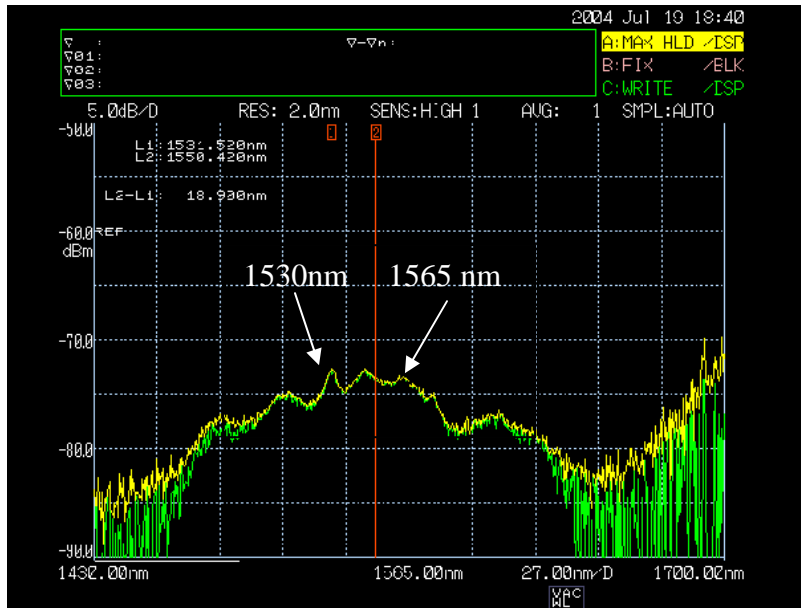 2004 Jul 19 18:40
∇ : ∇-∇n:
∇01:
∇02:
∇03:
A:MAX HLD /DSP
B:FIX /BLK
C:WRITE /DSP
5.0dB/D RES: 2.0nm SENS:HIGH 1 AVG: 1 SMPL:AUTO
-50.0
2
L1:1531.520nm
L2:1550.420nm
L2-L1: 18.930nm
-60.0 REF
dBm
1530nm 1565 nm
-70.0
-80.0
-90.0
1430.00nm 1565.00nm 27.00nm/D 1700.00nm
VAC
WL